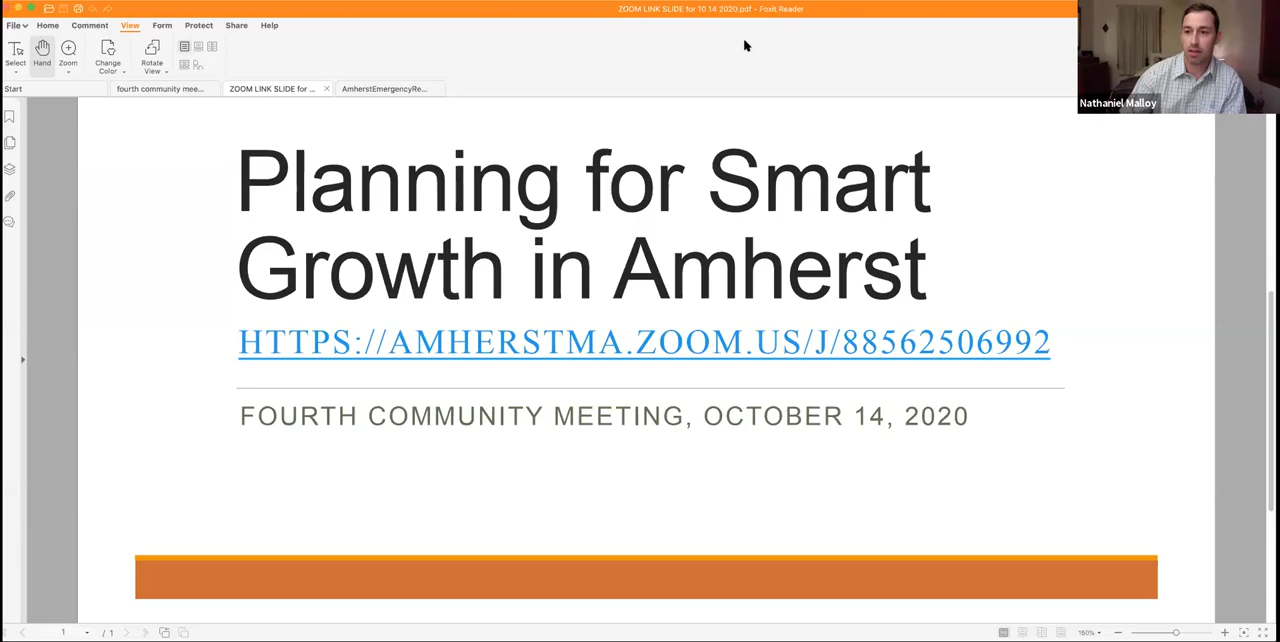 ZOOM LINK SLIDE for 10 14 2020.pdf - Foxit Reader
File Home Comment View Form Protect Share Help
Select Hand Zoom Change Color Rotate View
Start fourth community mee... ZOOM LINK SLIDE for ... AmherstEmergencyRe...
Nathaniel Malloy
Planning for Smart
Growth in Amherst
HTTPS://AMHERSTMA.ZOOM.US/J/88562506992
FOURTH COMMUNITY MEETING, OCTOBER 14, 2020
1 / 1 150%